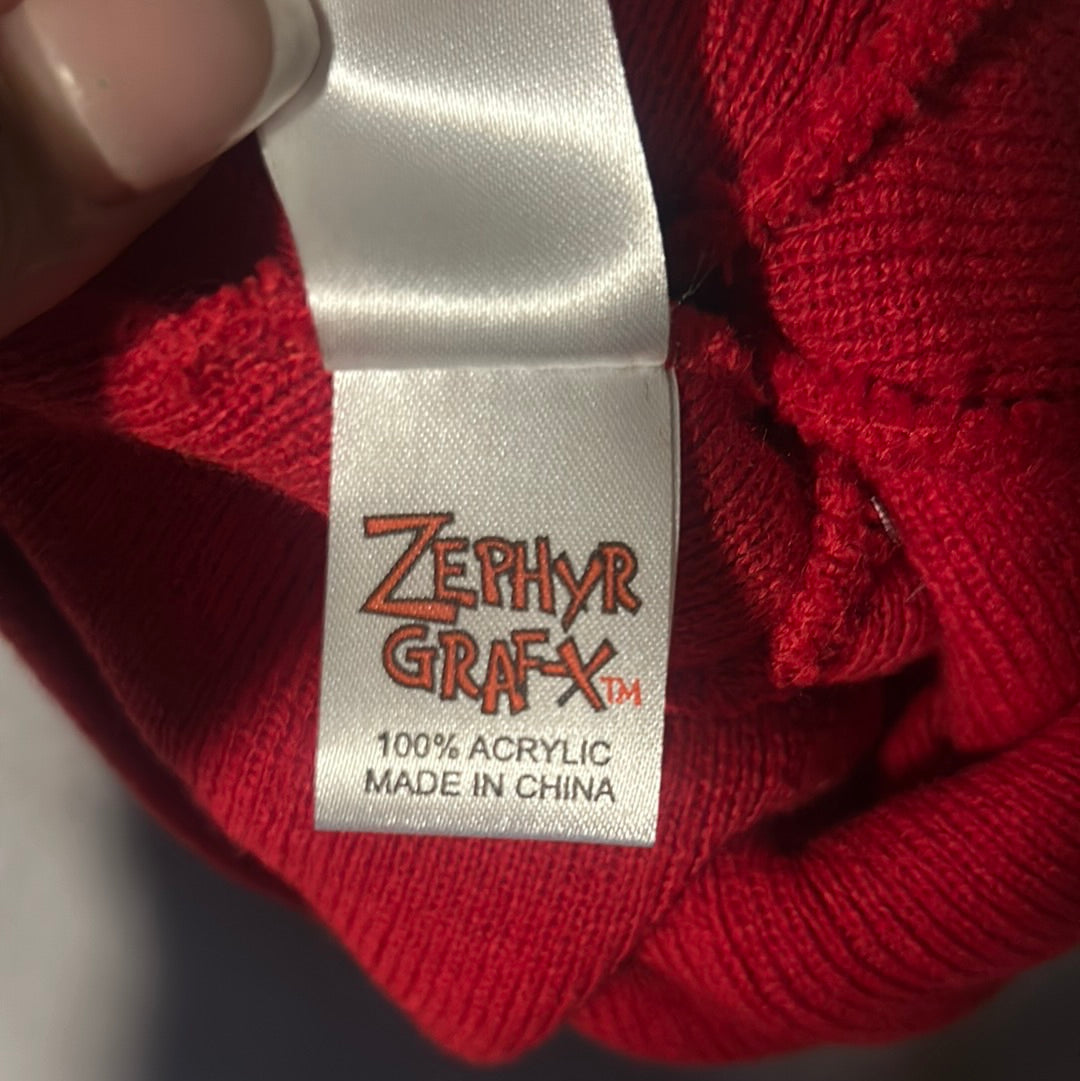 ZEPHYR
GRAF-X™
100% ACRYLIC
MADE IN CHINA